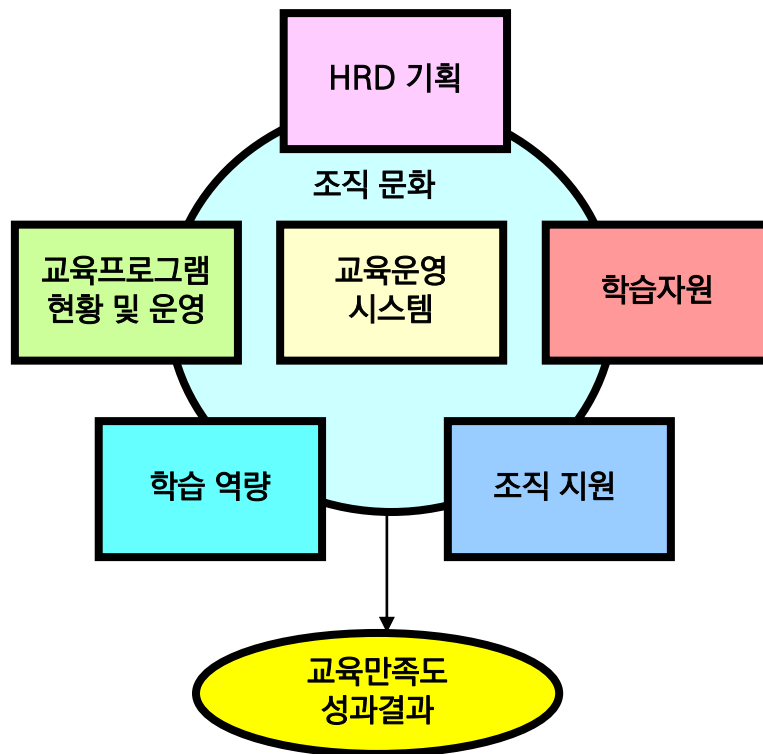 HRD 기획
조직 문화
교육프로그램
현황 및 운영
교육운영
시스템
학습자원
학습 역량
조직 지원
교육만족도
성과결과